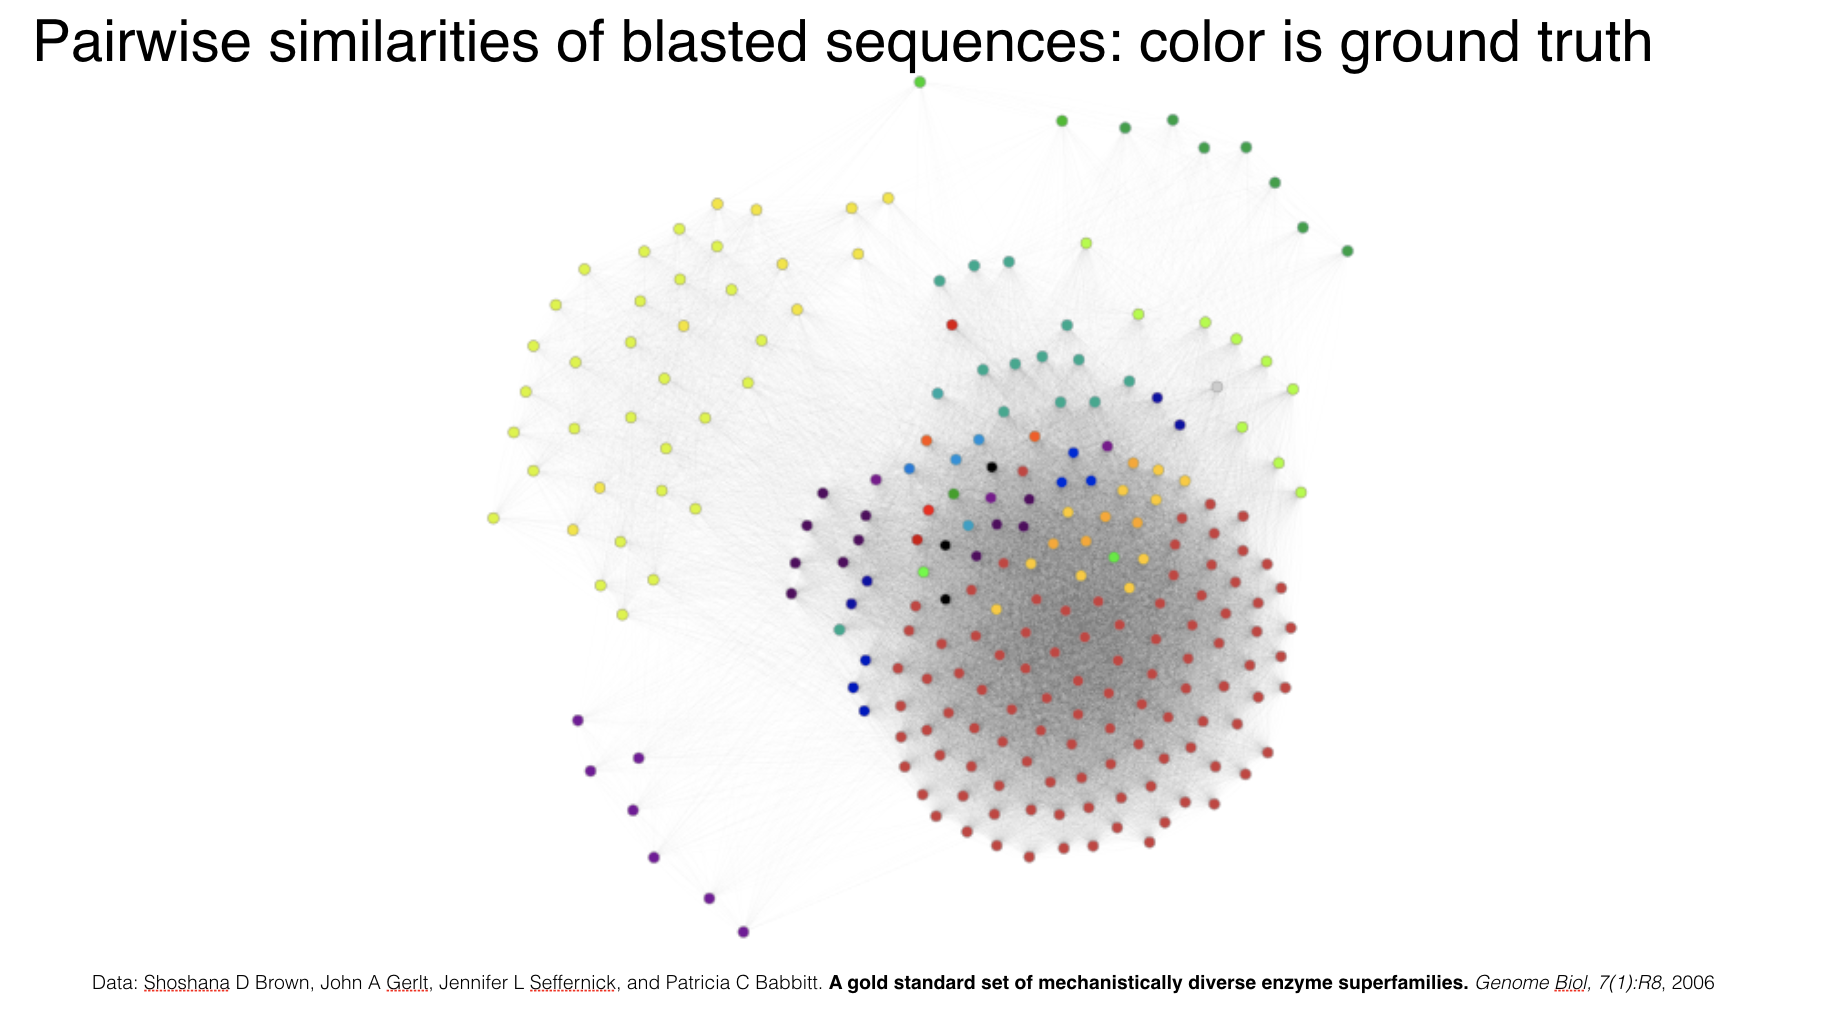 Pairwise similarities of blasted sequences: color is ground truth
Data: Shoshana D Brown, John A Gerlt, Jennifer L Seffernick, and Patricia C Babbitt. A gold standard set of mechanistically diverse enzyme superfamilies. Genome Biol, 7(1):R8, 2006